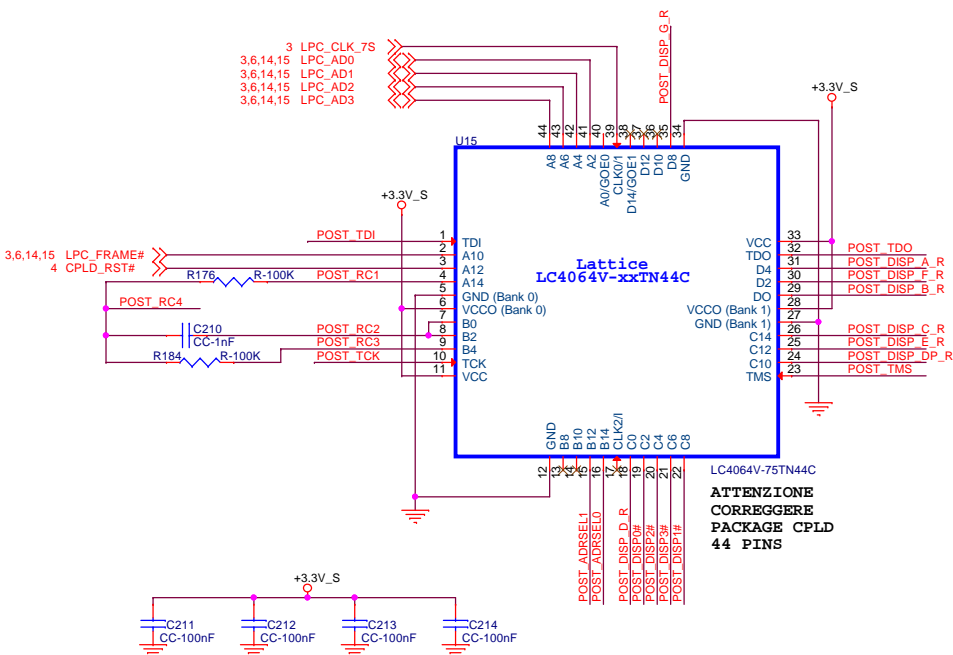 3 LPC_CLK_7S
3,6,14,15 LPC_AD0
3,6,14,15 LPC_AD1
3,6,14,15 LPC_AD2
3,6,14,15 LPC_AD3
POST_DISP_G_R
+3.3V_S
U15
44 43 42 41 40 39 38 37 36 35 34
A8 A6 A4 A2 A0/GOE0 CLK0/1 D14/GOE1 D12 D10 D8 GND
+3.3V_S
Lattice
LC4064V-xxTN44C
POST_TDI 1 TDI
3,6,14,15 LPC_FRAME# 2 A10
4 CPLD_RST# 3 A12
R176 R-100K POST_RC1 4 A14
5 GND (Bank 0)
POST_RC4 6 VCCO (Bank 0)
7 B0
C210 CC-1nF POST_RC2 8 B2
R184 R-100K POST_RC3 9 B4
POST_TCK 10 TCK
11 VCC
VCC 33
TDO 32 POST_TDO
D4 31 POST_DISP_A_R
D2 30 POST_DISP_F_R
DO 29 POST_DISP_B_R
VCCO (Bank 1) 28
GND (Bank 1) 27
C14 26 POST_DISP_C_R
C12 25 POST_DISP_E_R
C10 24 POST_DISP_DP_R
TMS 23 POST_TMS
GND B8 B10 B12 B14 CLK2/I C0 C2 C4 C6 C8
12 13 14 15 16 17 18 19 20 21 22
POST_ADRSEL1
POST_ADRSEL0
POST_DISP_D_R
POST_DISP0#
POST_DISP2#
POST_DISP3#
POST_DISP1#
LC4064V-75TN44C
ATTENZIONE
CORREGGERE
PACKAGE CPLD
44 PINS
+3.3V_S
C211 C212 C213 C214
CC-100nF CC-100nF CC-100nF CC-100nF